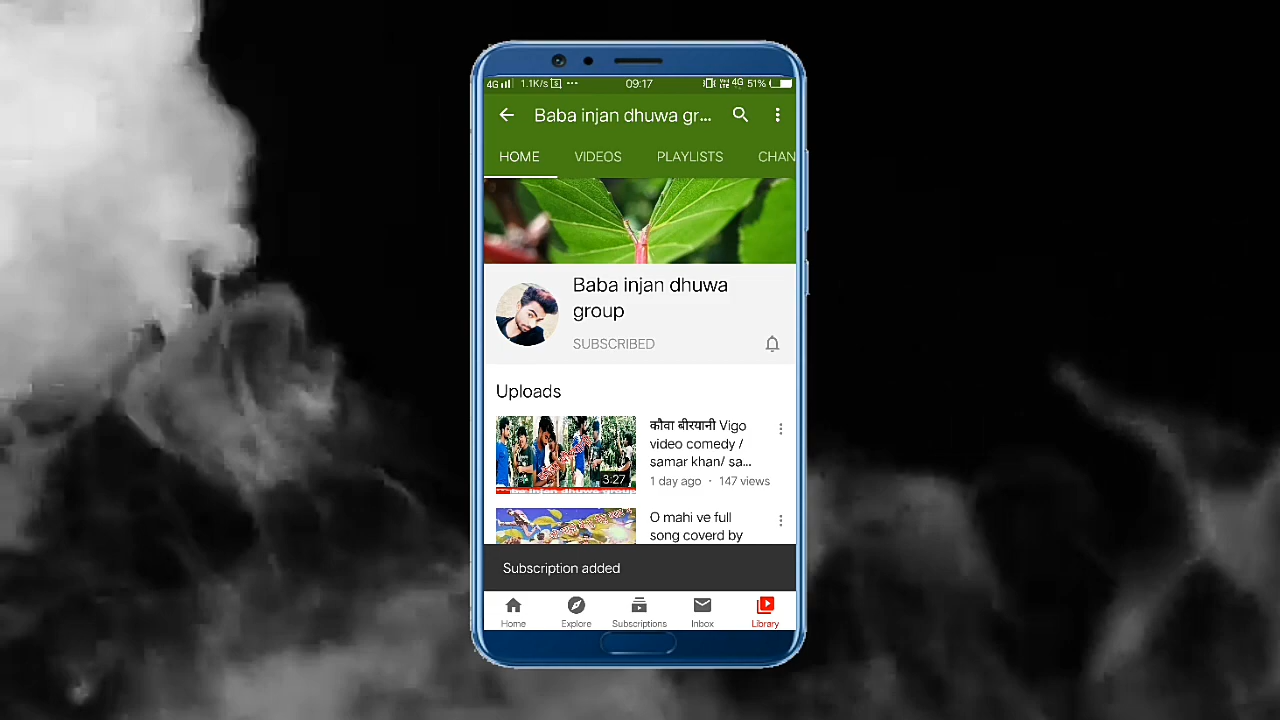 4G 1.1K/s ... 09:17 4G 51%
Baba injan dhuwa gr...
HOME VIDEOS PLAYLISTS CHAN
Baba injan dhuwa
group
SUBSCRIBED
Uploads
कौवा बीरयानी Vigo
video comedy /
samar khan/ sa...
1 day ago · 147 views
3:27
O mahi ve full
song coverd by
Subscription added
Home Explore Subscriptions Inbox Library